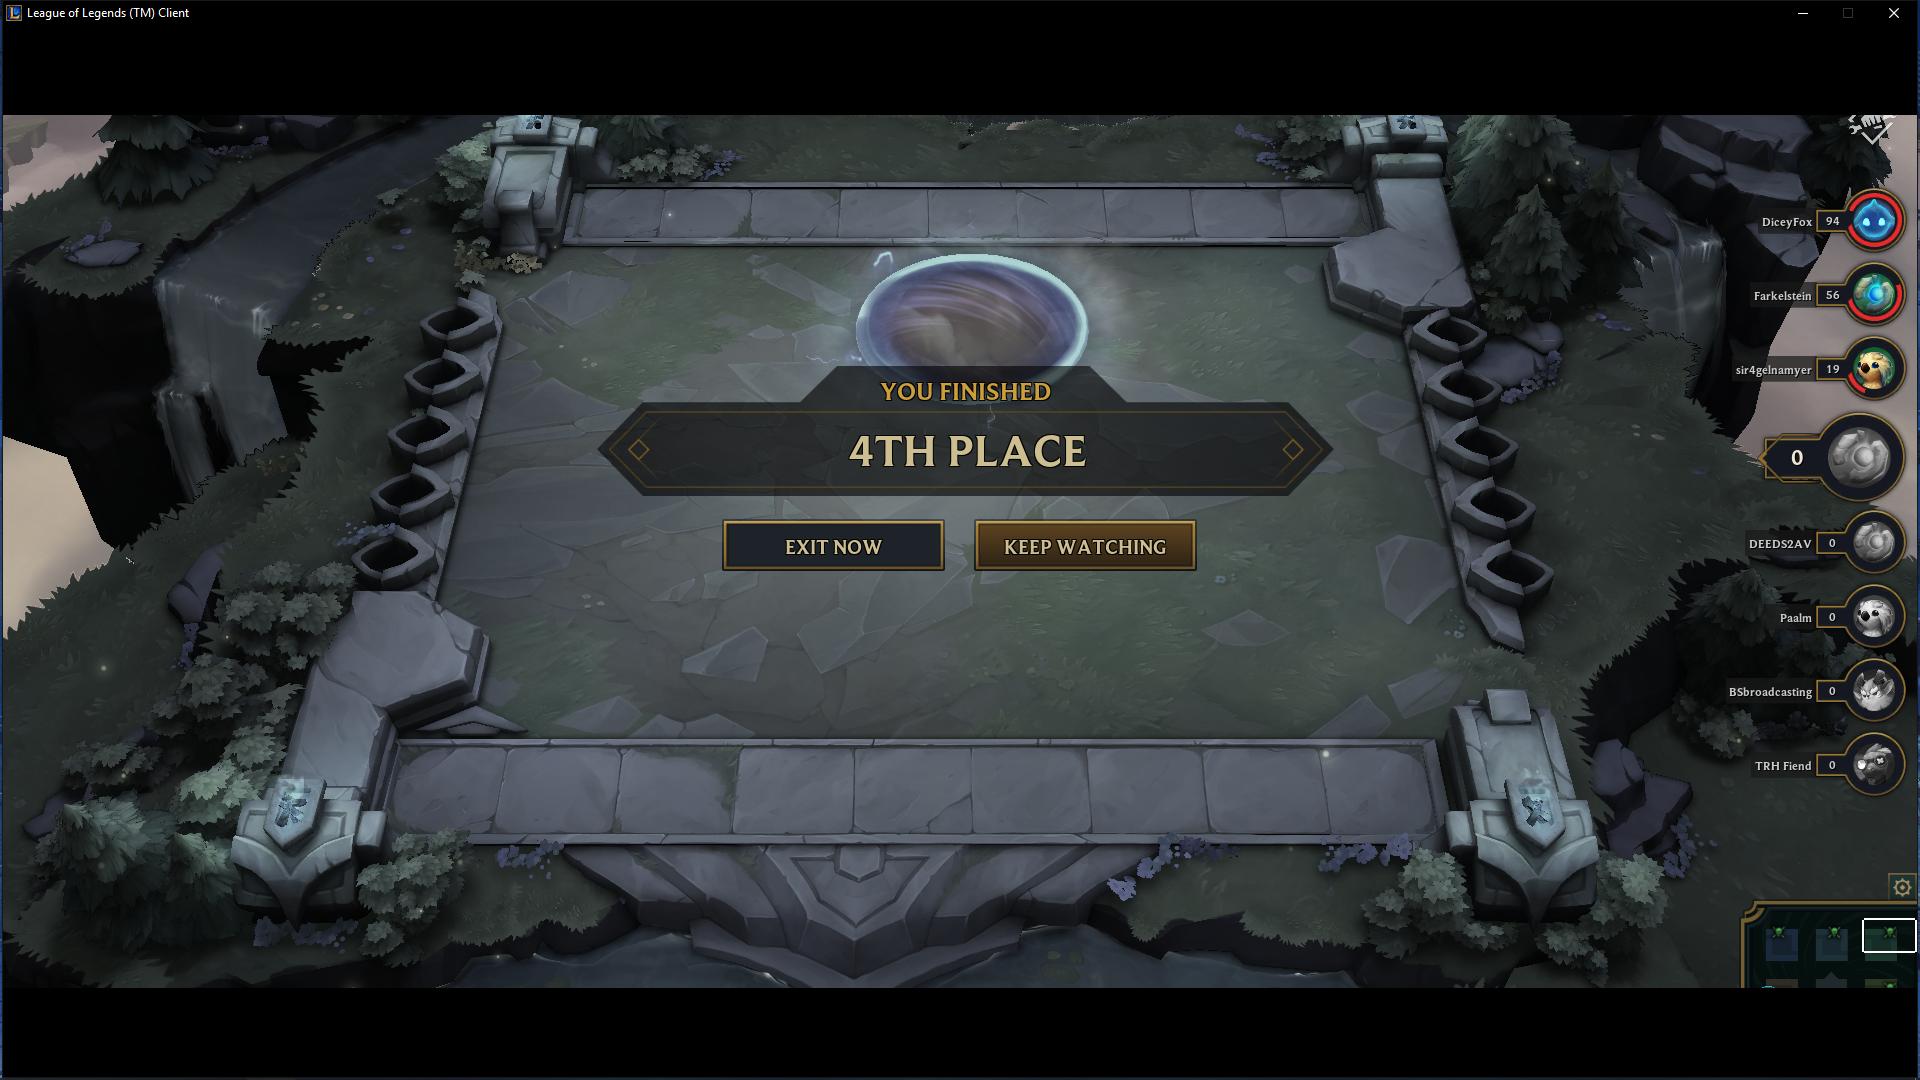 League of Legends (TM) Client
DiceyFox 94
Farkelstein 56
sir4gelnamyer 19
YOU FINISHED
4TH PLACE
0
EXIT NOW
KEEP WATCHING
DEEDS2AV 0
Paalm 0
BSbroadcasting 0
TRH Fiend 0